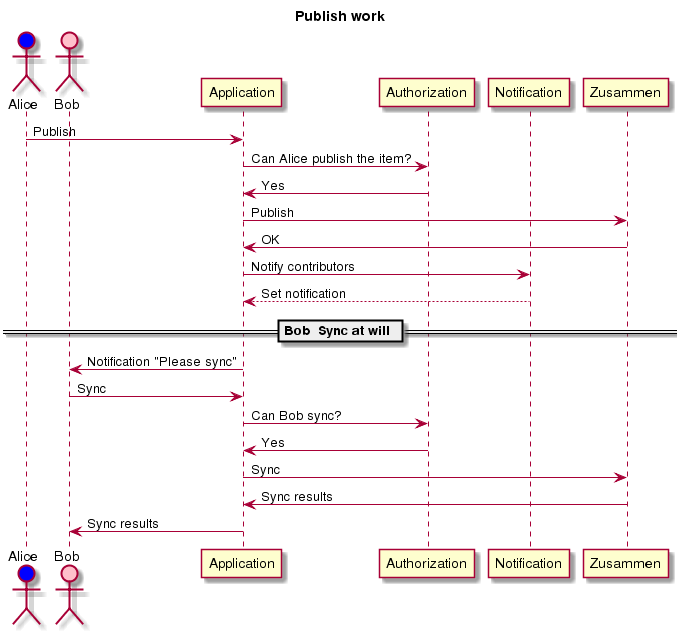 Publish work
Alice
Bob
Application
Authorization
Notification
Zusammen
Publish
Can Alice publish the item?
Yes
Publish
OK
Notify contributors
Set notification
Bob  Sync at will
Notification "Please sync"
Sync
Can Bob sync?
Yes
Sync
Sync results
Sync results
Alice
Bob
Application
Authorization
Notification
Zusammen